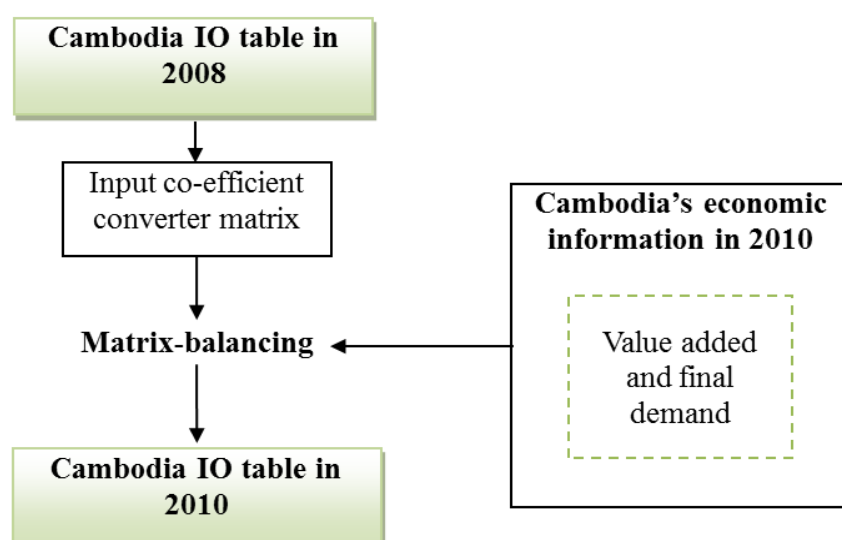 Cambodia IO table in
2008
Input co-efficient
converter matrix
Cambodia’s economic
information in 2010
Matrix-balancing
Value added
and final
demand
Cambodia IO table in
2010